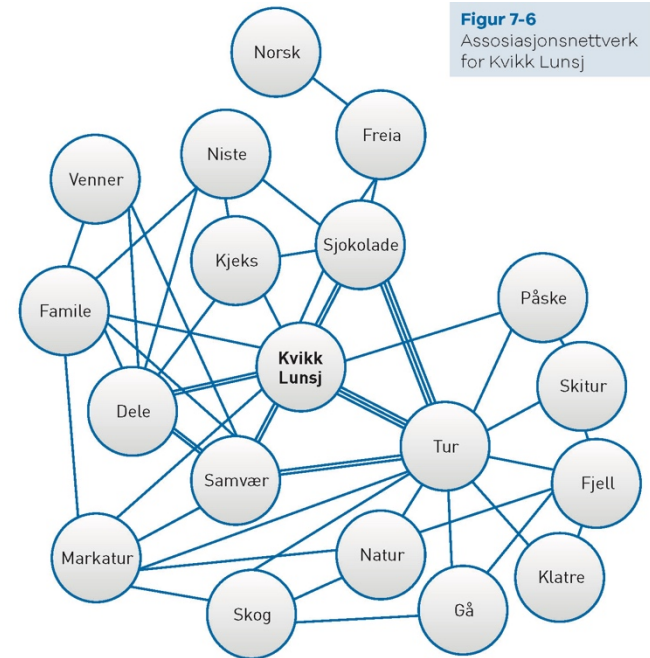 Figur 7-6
Assosiasjonsnettverk
for Kvikk Lunsj
Norsk
Freia
Niste
Venner
Sjokolade
Kjeks
Påske
Famile
Kvikk
Lunsj
Skitur
Dele
Tur
Samvær
Fjell
Markatur
Natur
Klatre
Skog
Gå